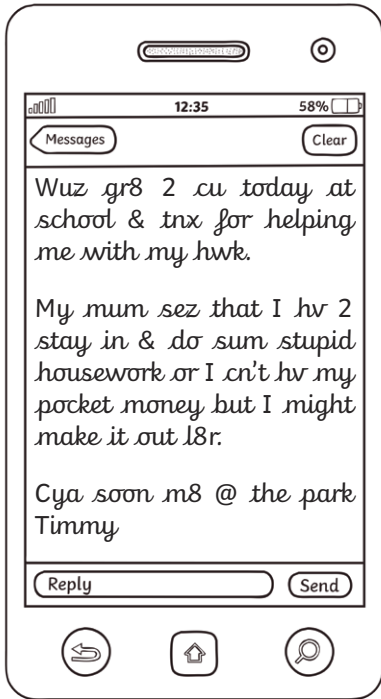 12:35 58%
Messages Clear
Wuz gr8 2 cu today at
school & tnx for helping
me with my hwk.
My mum sez that I hv 2
stay in & do sum stupid
housework or I cn't hv my
pocket money but I might
make it out l8r.
Cya soon m8 @ the park
Timmy
Reply Send